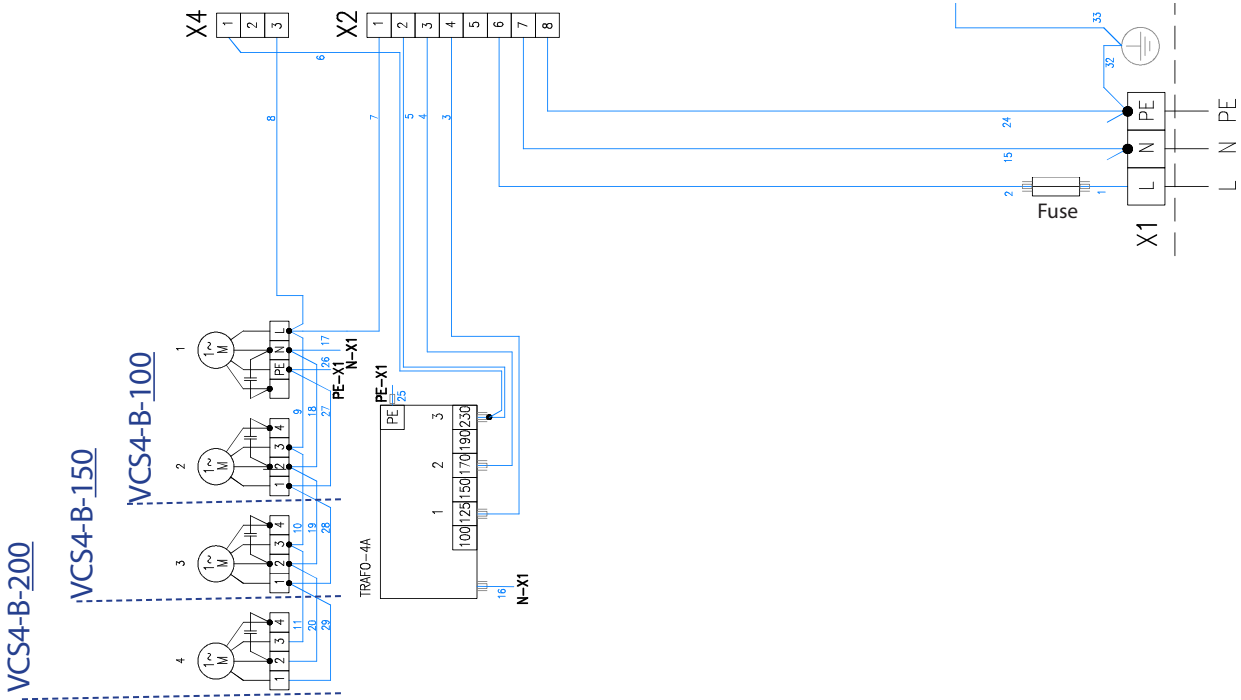 X4
1 2 3
X2
1 2 3 4 5 6 7 8
33
32
6
8
7
5
4
3
24
15
2
1
Fuse
PE
N
L
PE
N
L
X1
1
1~
M
L
N
PE
17
26
N-X1
PE-X1
9
18
27
VCS4-B-100
2
1~
M
4
3
2
1
VCS4-B-150
10
19
28
3
1~
M
4
3
2
1
VCS4-B-200
11
20
29
4
1~
M
4
3
2
1
PE-X1
25
PE
TRAFO-4A
3
2
1
230
190
170
150
125
100
16
N-X1